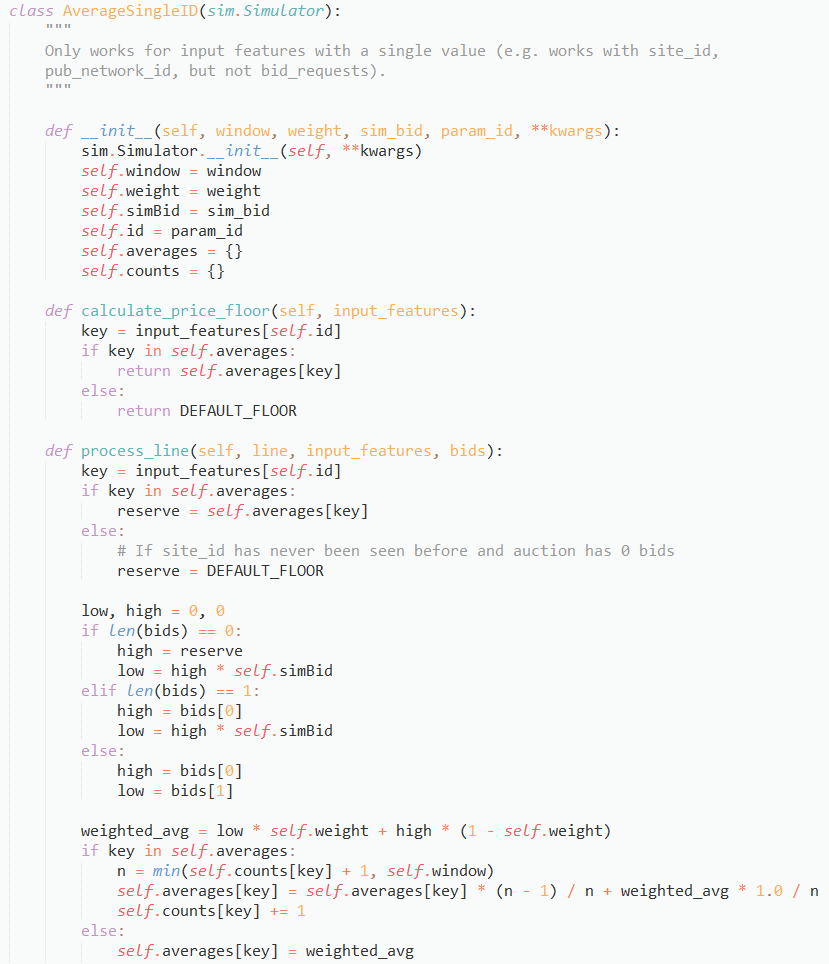 class AverageSingleID(sim.Simulator):
    """
    Only works for input features with a single value (e.g. works with site_id,
    pub_network_id, but not bid_requests).
    """

    def __init__(self, window, weight, sim_bid, param_id, **kwargs):
        sim.Simulator.__init__(self, **kwargs)
        self.window = window
        self.weight = weight
        self.simBid = sim_bid
        self.id = param_id
        self.averages = {}
        self.counts = {}

    def calculate_price_floor(self, input_features):
        key = input_features[self.id]
        if key in self.averages:
            return self.averages[key]
        else:
            return DEFAULT_FLOOR

    def process_line(self, line, input_features, bids):
        key = input_features[self.id]
        if key in self.averages:
            reserve = self.averages[key]
        else:
            # If site_id has never been seen before and auction has 0 bids
            reserve = DEFAULT_FLOOR

        low, high = 0, 0
        if len(bids) == 0:
            high = reserve
            low = high * self.simBid
        elif len(bids) == 1:
            high = bids[0]
            low = high * self.simBid
        else:
            high = bids[0]
            low = bids[1]

        weighted_avg = low * self.weight + high * (1 - self.weight)
        if key in self.averages:
            n = min(self.counts[key] + 1, self.window)
            self.averages[key] = self.averages[key] * (n - 1) / n + weighted_avg * 1.0 / n
            self.counts[key] += 1
        else:
            self.averages[key] = weighted_avg